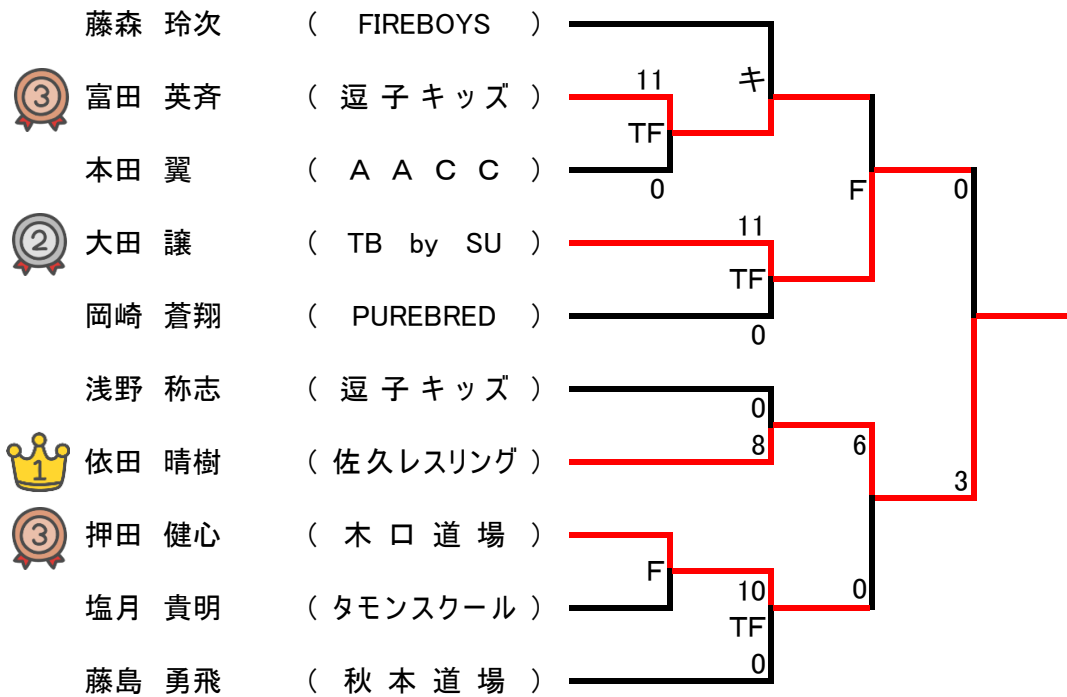 藤森 玲次 ( FIREBOYS )
11 キ
③ 富田 英斉 ( 逗子キッズ )
TF
本田 翼 ( AACC )
0 F 0
② 大田 譲 ( TB by SU ) 11
TF
岡崎 蒼翔 ( PUREBRED )
0
浅野 称志 ( 逗子キッズ )
0
1 依田 晴樹 ( 佐久レスリング ) 8 6
3
③ 押田 健心 ( 木口道場 )
F 10 0
塩月 貴明 ( タモンスクール )
TF
0
藤島 勇飛 ( 秋本道場 )